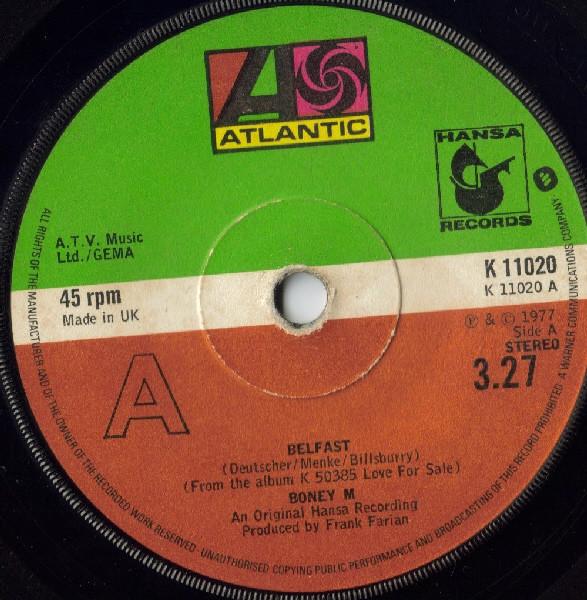 ATLANTIC
HANSA
RECORDS
A.T.V. Music
Ltd./GEMA
K 11020
K 11020 A
45 rpm
Made in UK
℗ & © 1977
Side A
STEREO
3.27
A
BELFAST
(Deutscher/Menke/Billsburry)
(From the album K 50385 Love For Sale)
BONEY M
An Original Hansa Recording
Produced by Frank Farian
ALL RIGHTS OF THE MANUFACTURER AND OF THE OWNER OF THE RECORDED WORK RESERVED · UNAUTHORISED COPYING PUBLIC PERFORMANCE AND BROADCASTING OF THIS RECORD PROHIBITED · A WARNER COMMUNICATIONS COMPANY